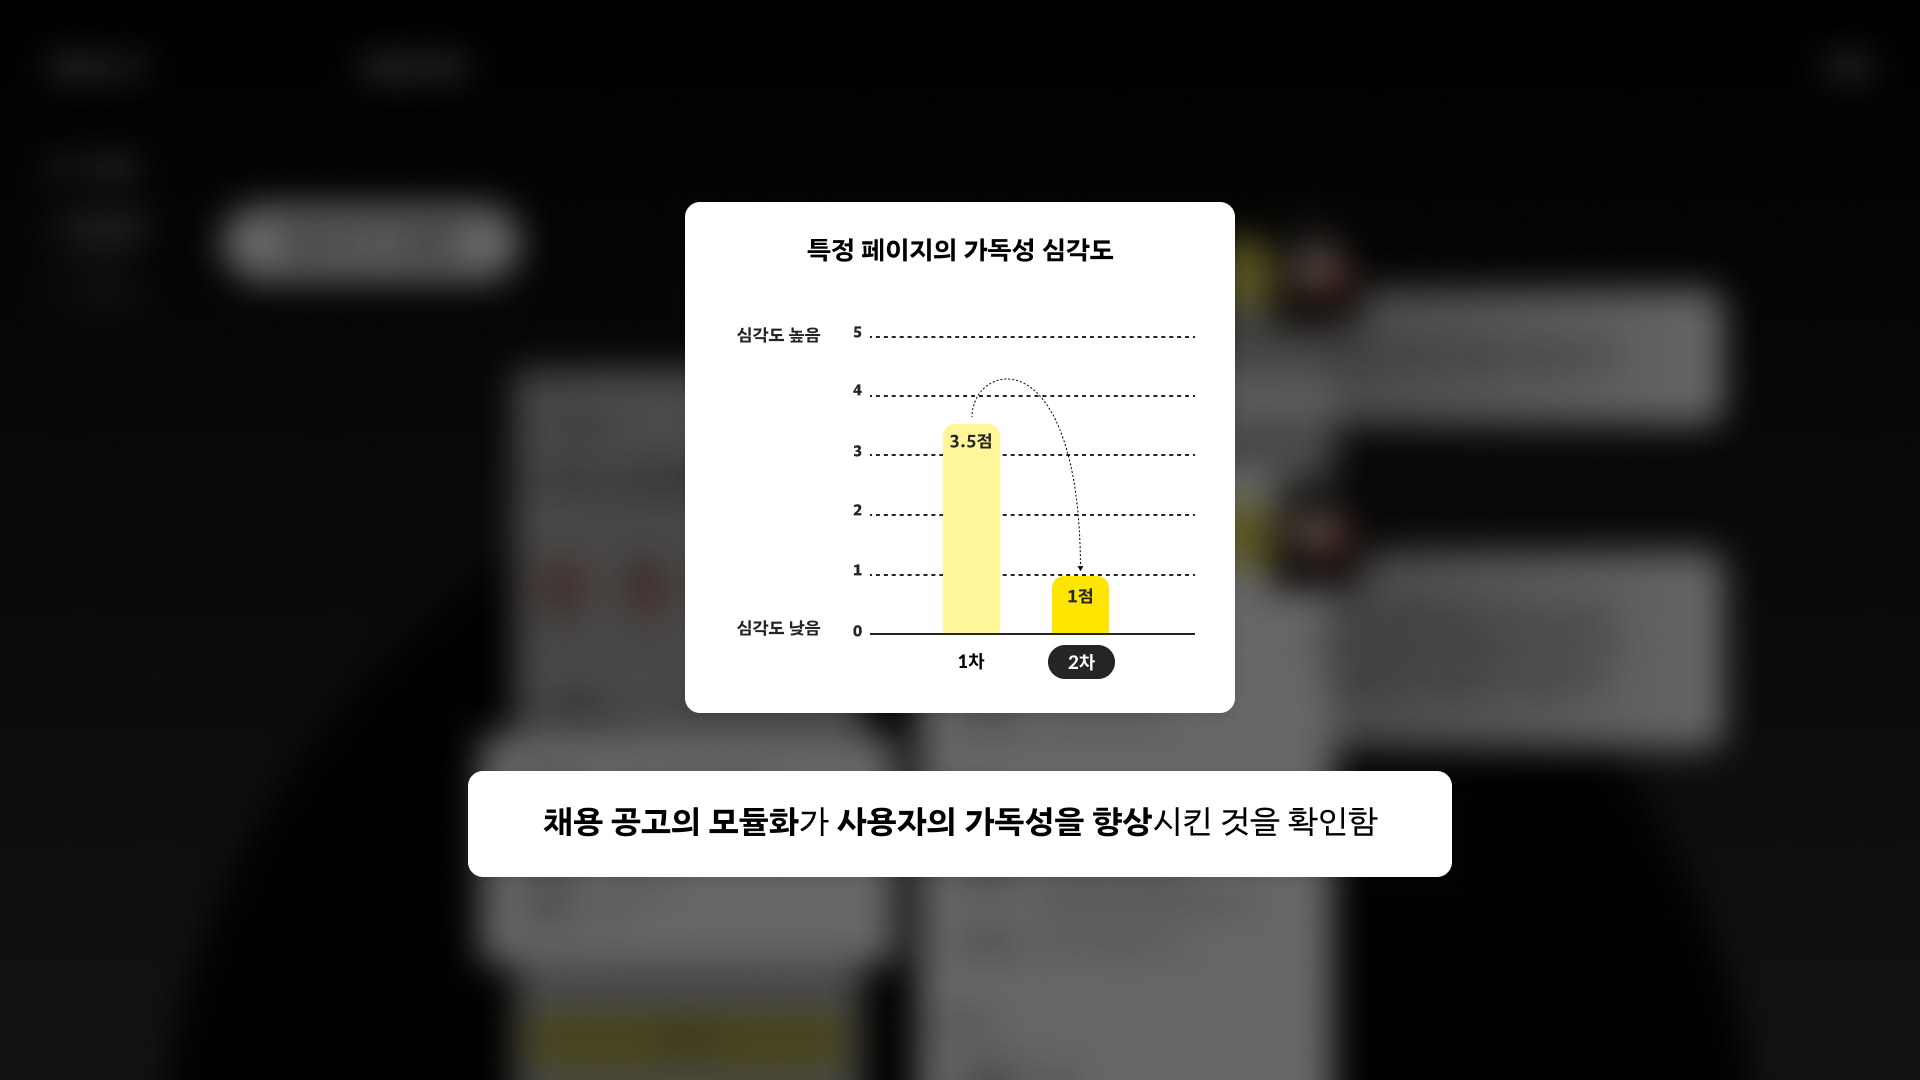 특정 페이지의 가독성 심각도
심각도 높음 5
4
3.5점
3
2
1
1점
심각도 낮음 0
1차 2차
채용 공고의 모듈화가 사용자의 가독성을 향상시킨 것을 확인함